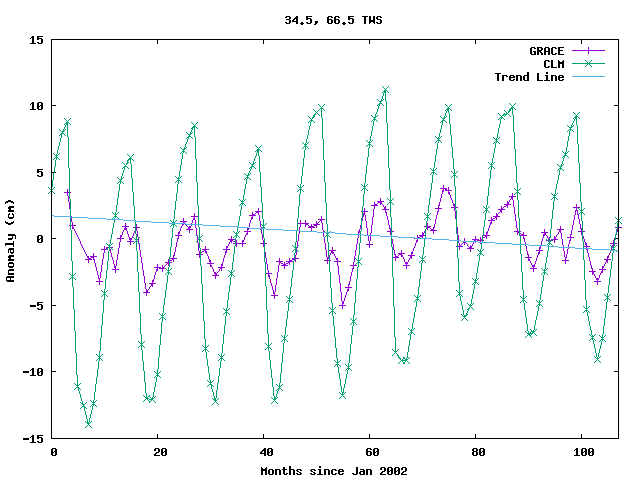 34.5, 66.5 TWS
GRACE
CLM
Trend Line
15
10
5
0
-5
-10
-15
Anomaly (cm)
0 20 40 60 80 100
Months since Jan 2002